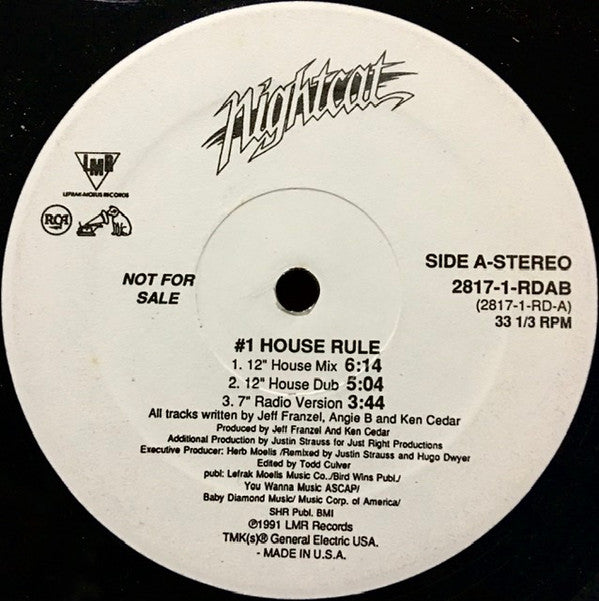 Nightcat
LMR
LEFRAK-MOELIS RECORDS
RCA
NOT FOR
SALE
SIDE A-STEREO
2817-1-RDAB
(2817-1-RD-A)
33 1/3 RPM
#1 HOUSE RULE
1. 12" House Mix 6:14
2. 12" House Dub 5:04
3. 7" Radio Version 3:44
All tracks written by Jeff Franzel, Angie B and Ken Cedar
Produced by Jeff Franzel And Ken Cedar
Additional Production by Justin Strauss for Just Right Productions
Executive Producer: Herb Moelis /Remixed by Justin Strauss and Hugo Dwyer
Edited by Todd Culver
publ: Lefrak Moelis Music Co./Bird Wins Publ./
You Wanna Music ASCAP/
Baby Diamond Music/ Music Corp. of America/
SHR Publ. BMI
℗1991 LMR Records
TMK(s)® General Electric USA.
- MADE IN U.S.A.